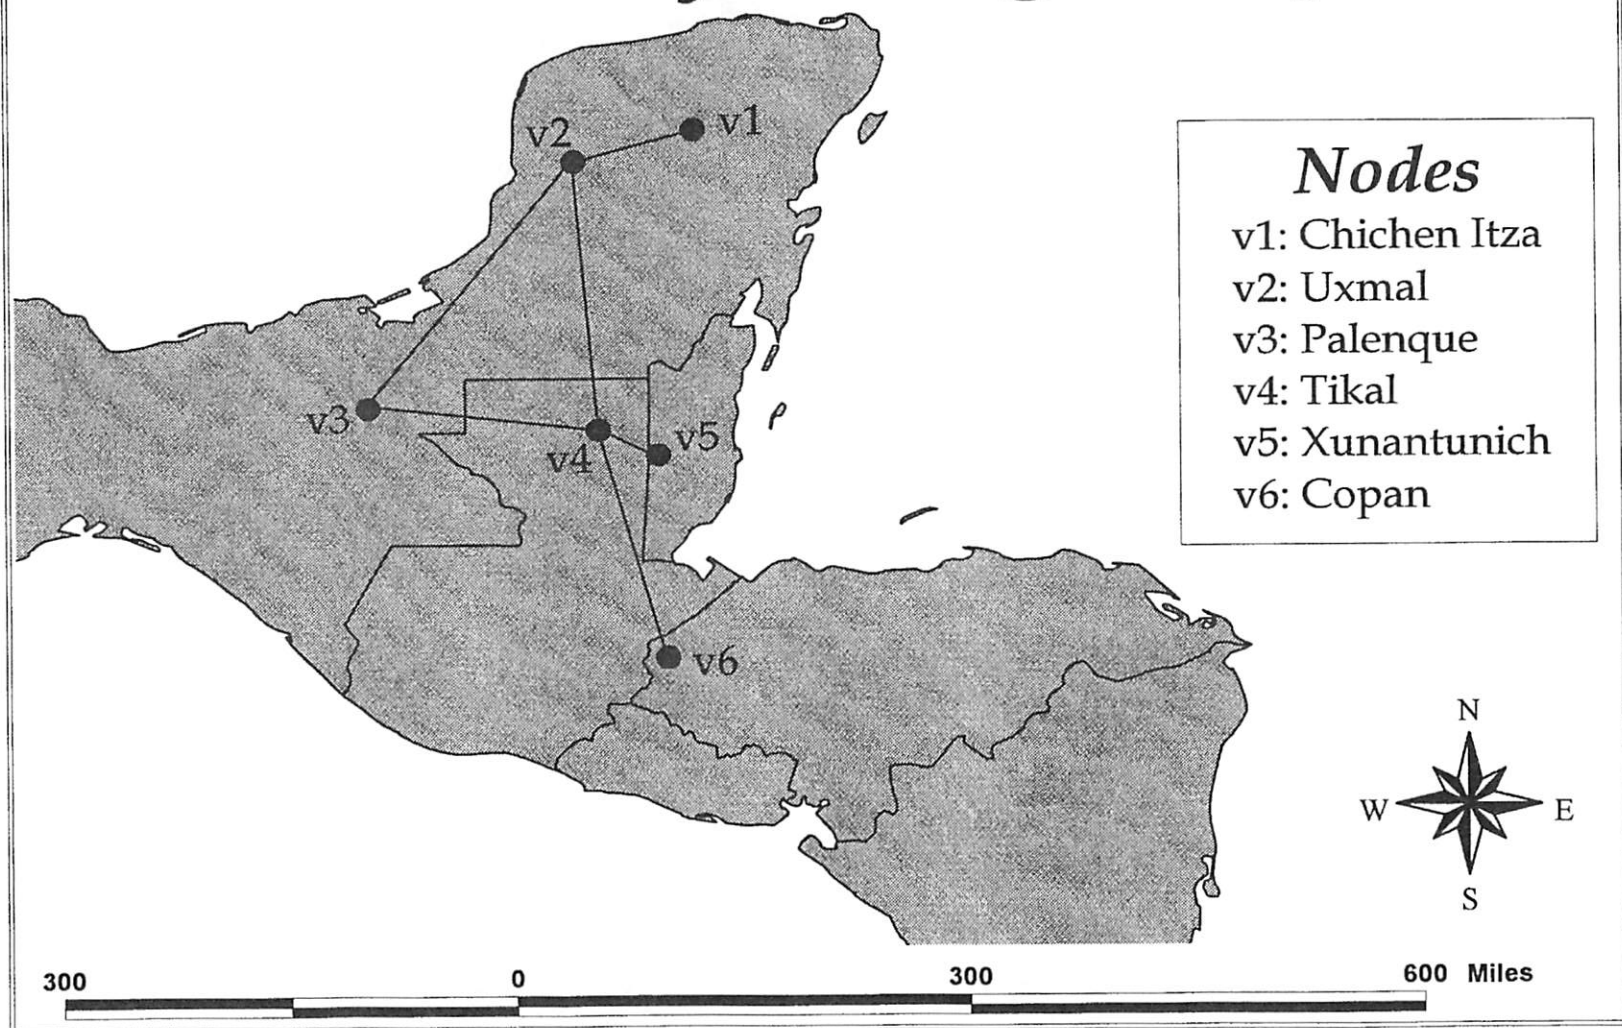 v1
v2
v3
v4
v5
v6
Nodes
v1: Chichen Itza
v2: Uxmal
v3: Palenque
v4: Tikal
v5: Xunantunich
v6: Copan
N
W E
S
300 0 300 600 Miles